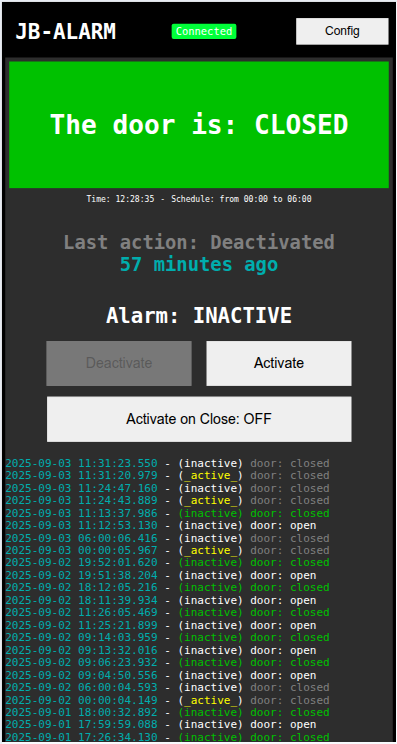 JB-ALARM
Connected
Config
The door is: CLOSED
Time: 12:28:35 - Schedule: from 00:00 to 06:00
Last action: Deactivated
57 minutes ago
Alarm: INACTIVE
Deactivate
Activate
Activate on Close: OFF
2025-09-03 11:31:23.550 - (inactive) door: closed
2025-09-03 11:31:20.979 - (_active_) door: closed
2025-09-03 11:24:47.160 - (inactive) door: closed
2025-09-03 11:24:43.889 - (_active_) door: closed
2025-09-03 11:13:37.986 - (inactive) door: closed
2025-09-03 11:12:53.130 - (inactive) door: open
2025-09-03 06:00:06.416 - (inactive) door: closed
2025-09-03 00:00:05.967 - (_active_) door: closed
2025-09-02 19:52:01.620 - (inactive) door: closed
2025-09-02 19:51:38.204 - (inactive) door: open
2025-09-02 18:12:05.216 - (inactive) door: closed
2025-09-02 18:11:39.934 - (inactive) door: open
2025-09-02 11:26:05.469 - (inactive) door: closed
2025-09-02 11:25:21.899 - (inactive) door: open
2025-09-02 09:14:03.959 - (inactive) door: closed
2025-09-02 09:13:32.016 - (inactive) door: open
2025-09-02 09:06:23.932 - (inactive) door: closed
2025-09-02 09:04:50.556 - (inactive) door: open
2025-09-02 06:00:04.593 - (inactive) door: closed
2025-09-02 00:00:04.149 - (_active_) door: closed
2025-09-01 18:00:32.892 - (inactive) door: closed
2025-09-01 17:59:59.088 - (inactive) door: open
2025-09-01 17:26:34.130 - (inactive) door: closed